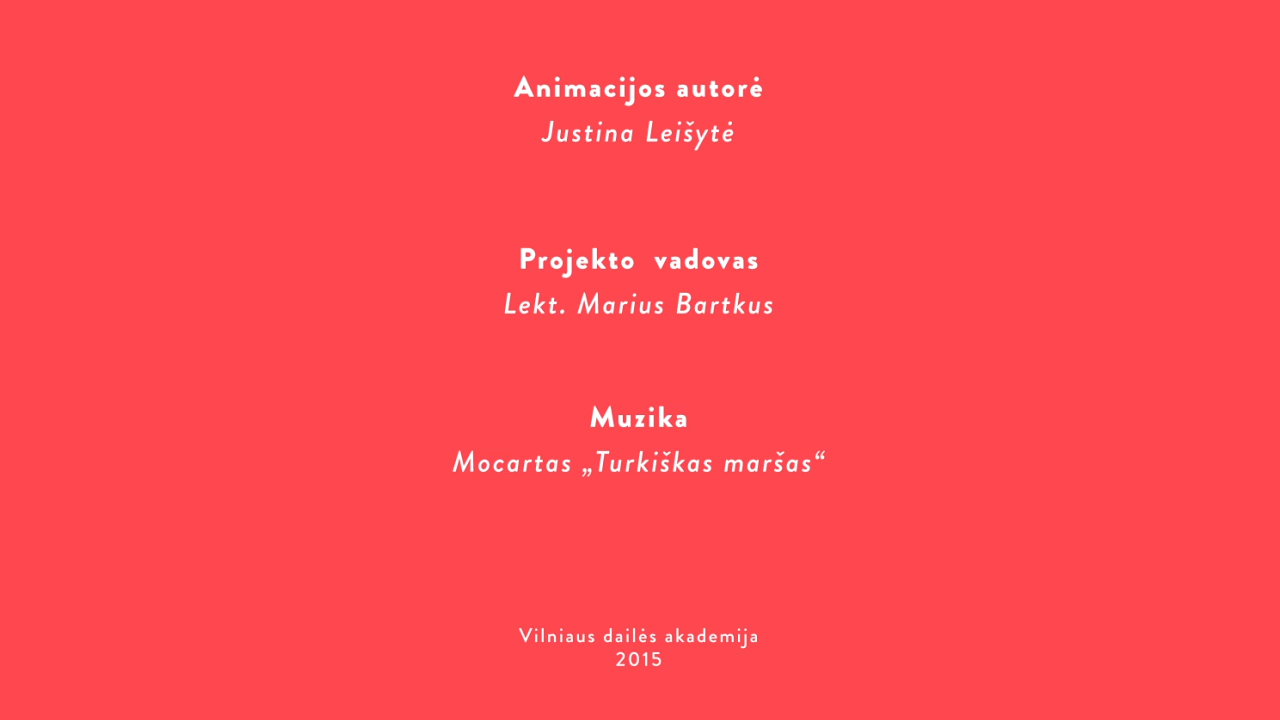 Animacijos autorė
Justina Leišytė
Projekto vadovas
Lekt. Marius Bartkus
Muzika
Mocartas „Turkiškas maršas“
Vilniaus dailės akademija
2015